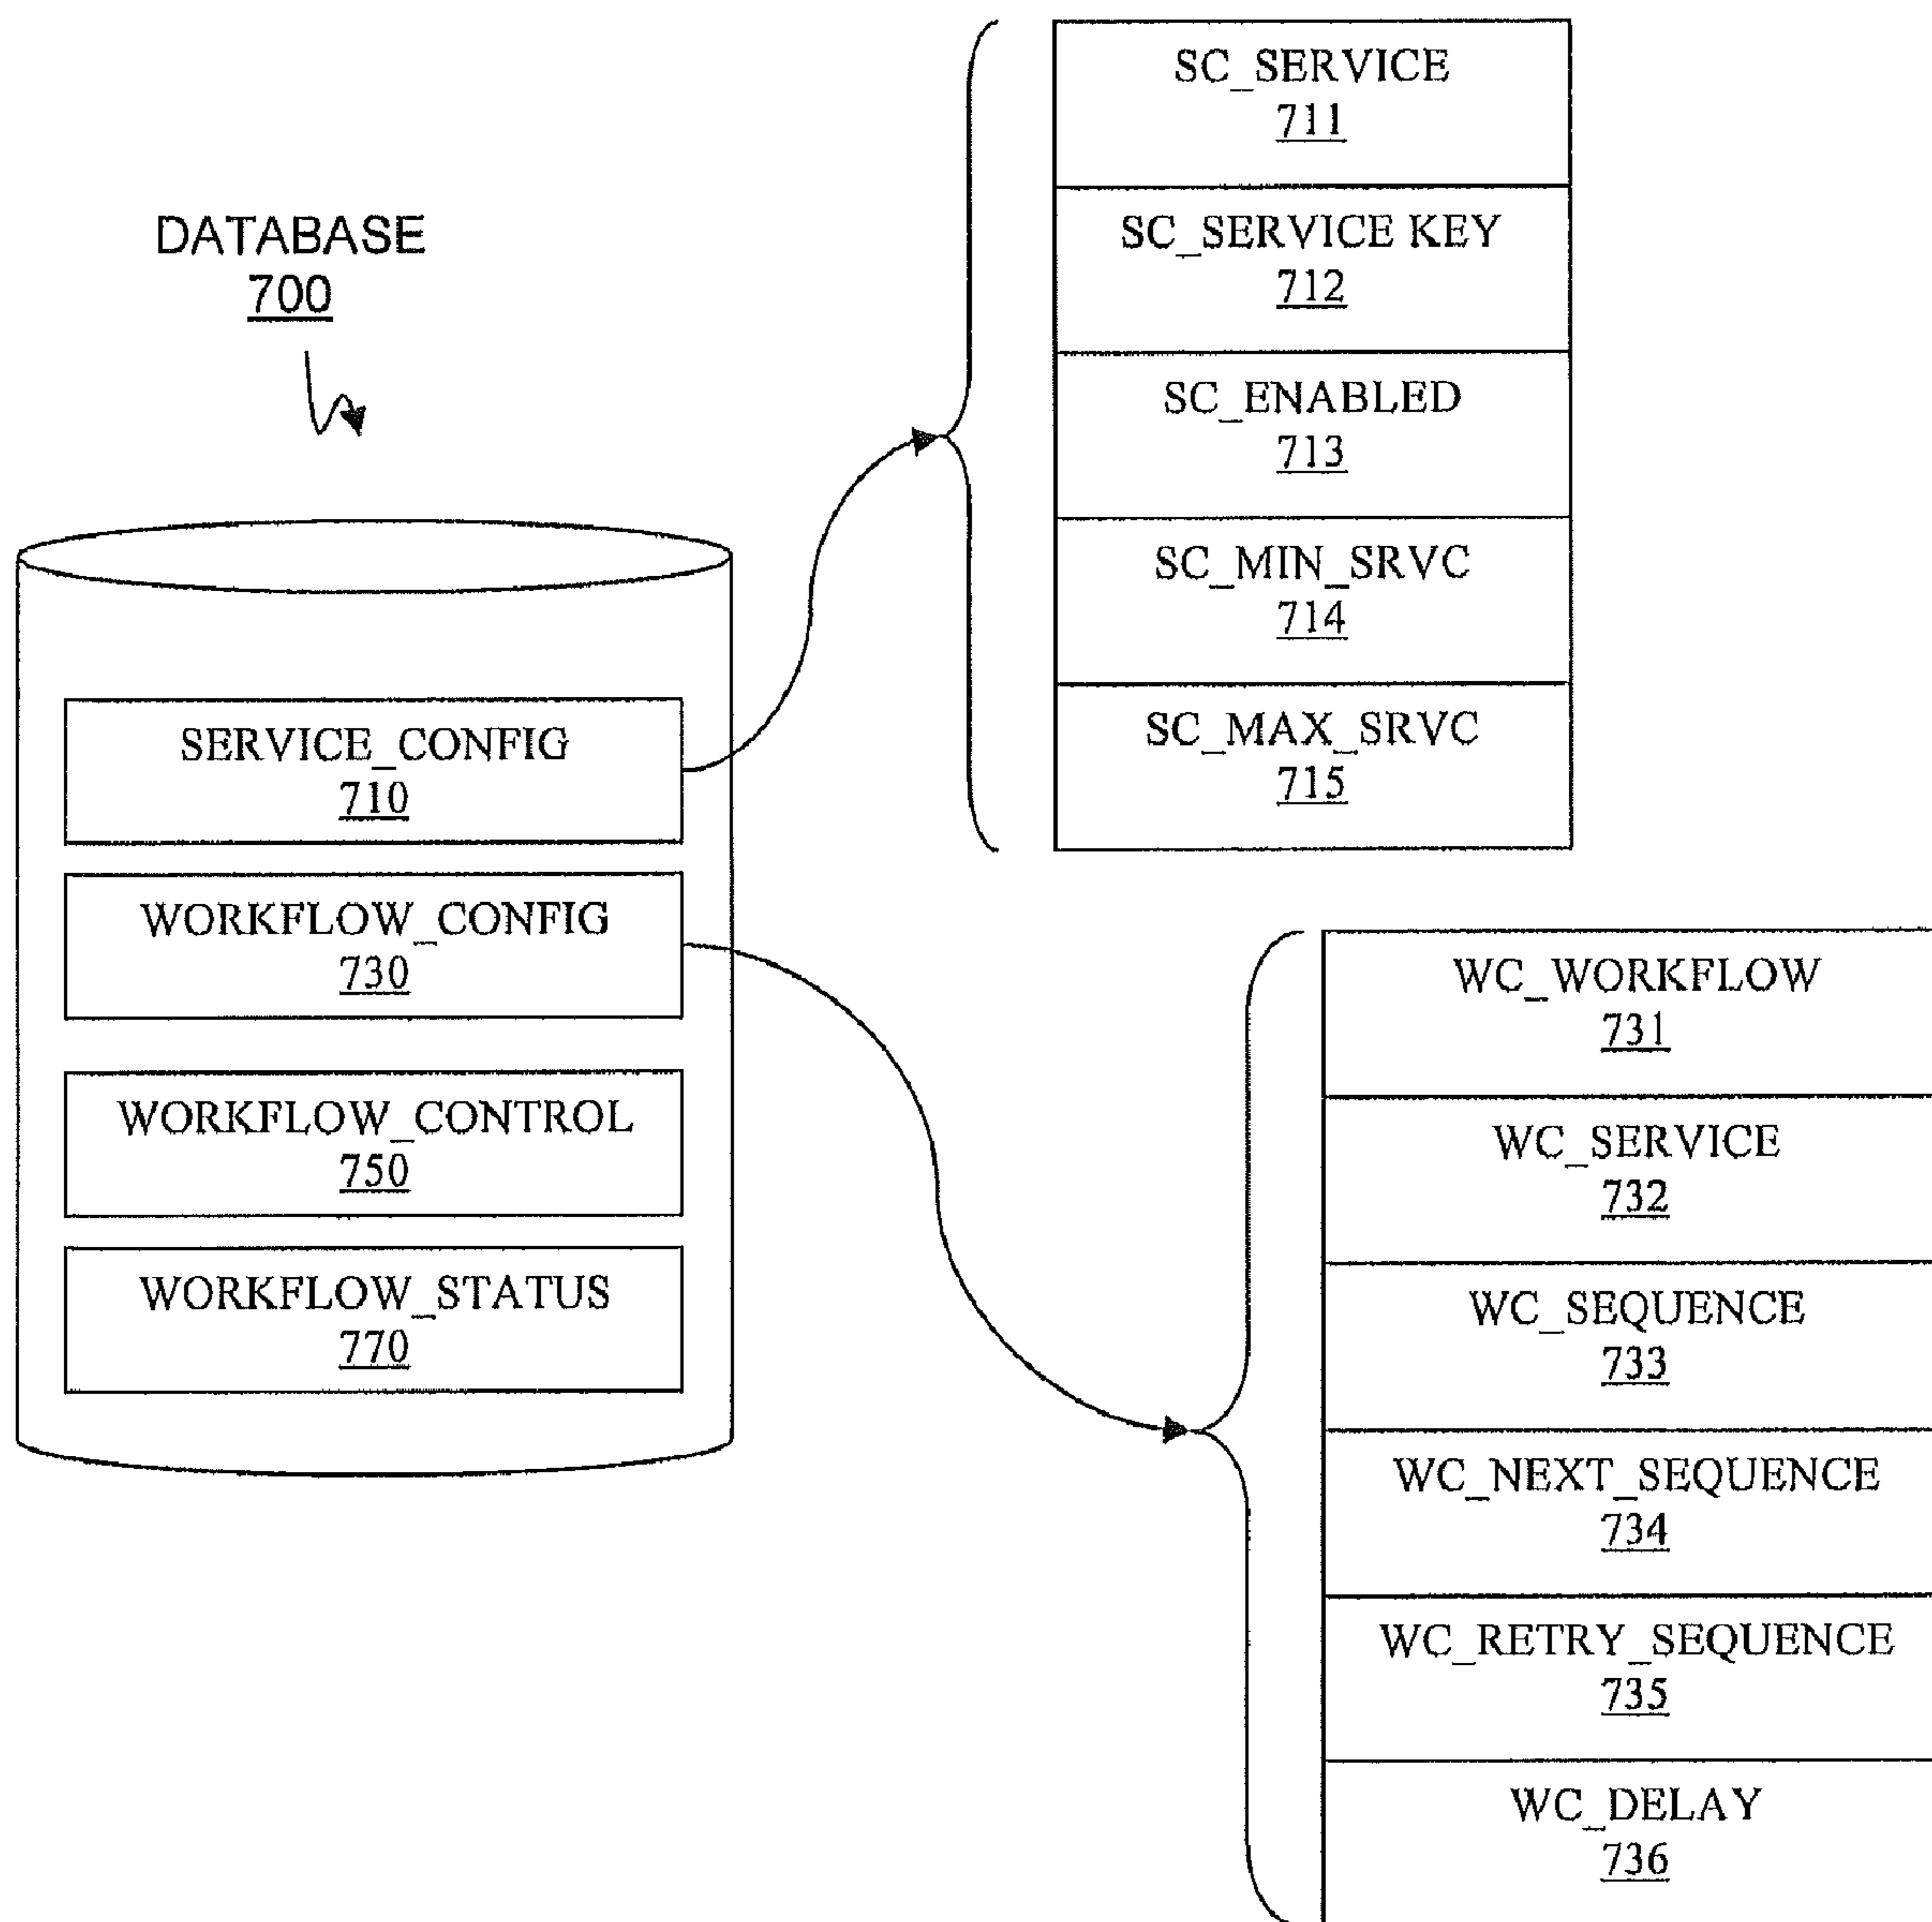 DATABASE
700
SERVICE_CONFIG
710
WORKFLOW_CONFIG
730
WORKFLOW_CONTROL
750
WORKFLOW_STATUS
770
SC_SERVICE
711
SC_SERVICE KEY
712
SC_ENABLED
713
SC_MIN_SRVC
714
SC_MAX_SRVC
715
WC_WORKFLOW
731
WC_SERVICE
732
WC_SEQUENCE
733
WC_NEXT_SEQUENCE
734
WC_RETRY_SEQUENCE
735
WC_DELAY
736